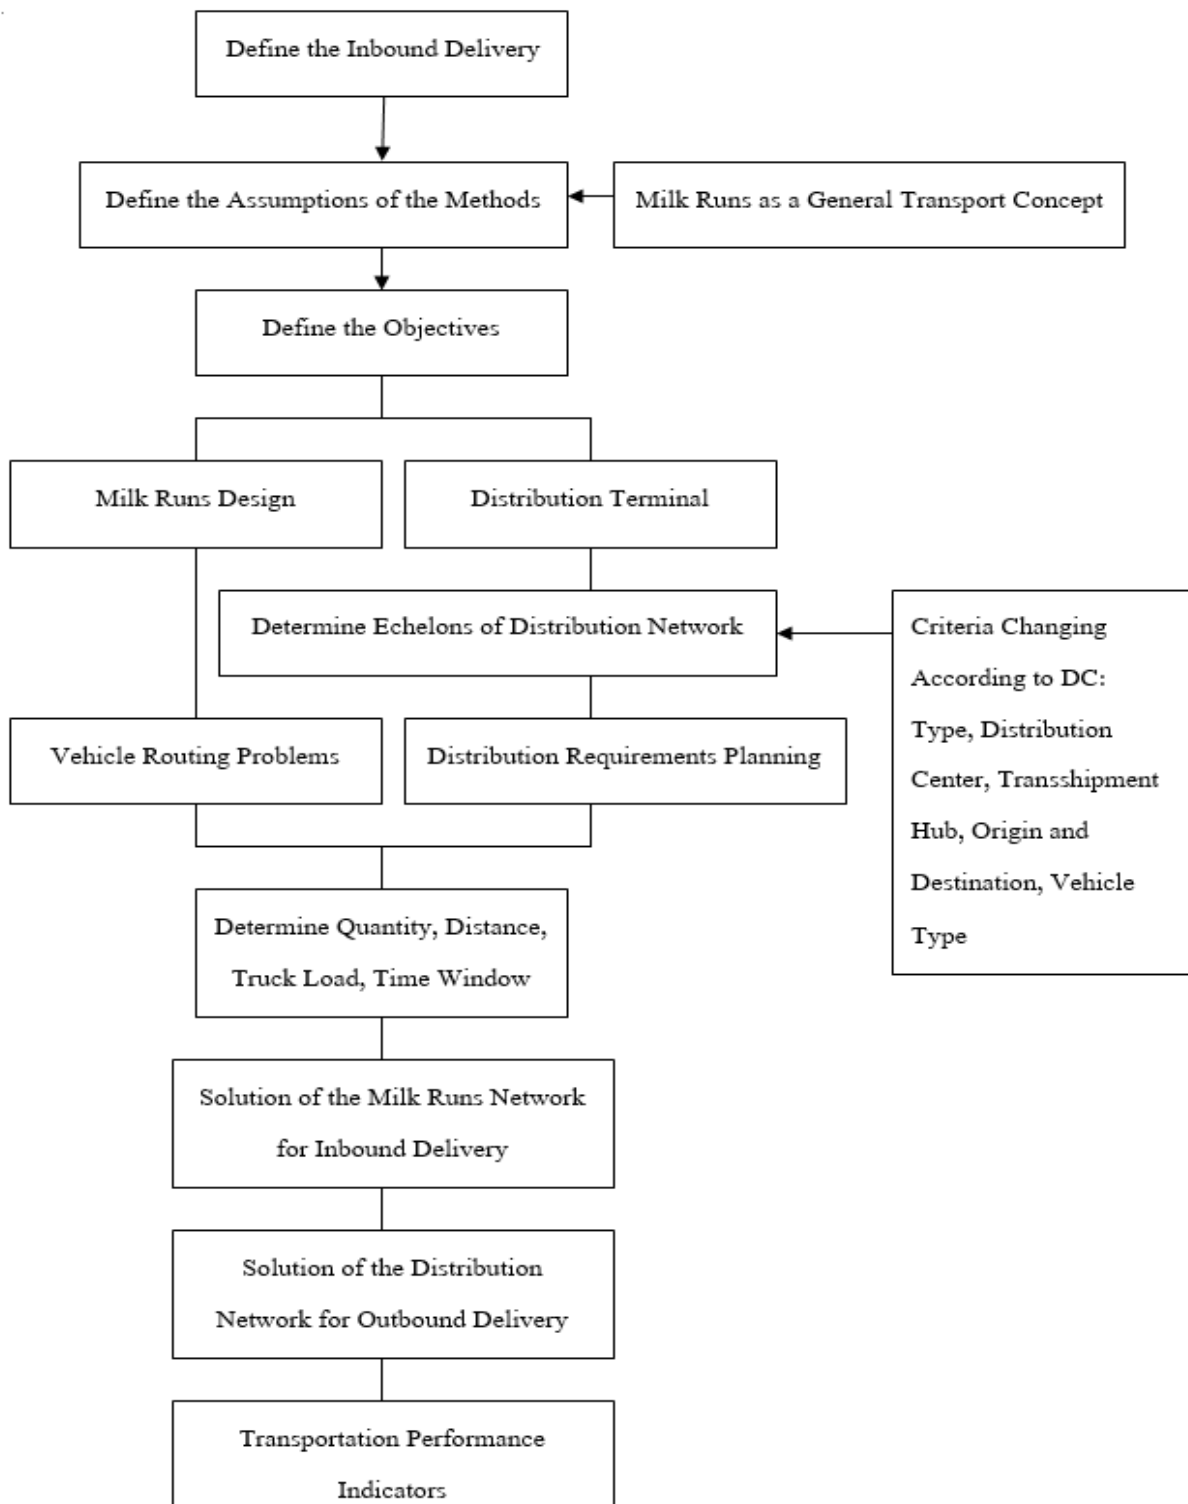 Define the Inbound Delivery
Define the Assumptions of the Methods
Milk Runs as a General Transport Concept
Define the Objectives
Milk Runs Design
Distribution Terminal
Determine Echelons of Distribution Network
Criteria Changing
According to DC:
Type, Distribution
Center, Transshipment
Hub, Origin and
Destination, Vehicle
Type
Vehicle Routing Problems
Distribution Requirements Planning
Determine Quantity, Distance,
Truck Load, Time Window
Solution of the Milk Runs Network
for Inbound Delivery
Solution of the Distribution
Network for Outbound Delivery
Transportation Performance
Indicators